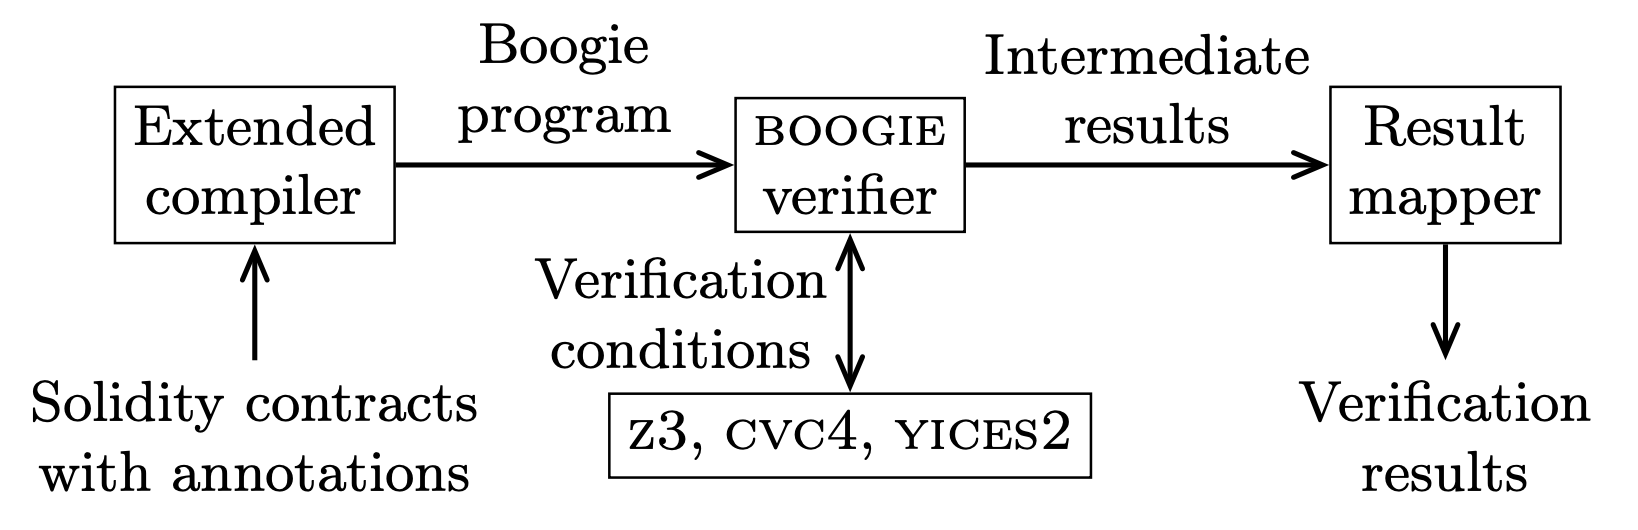 Extended
compiler
Boogie
program
BOOGIE
verifier
Intermediate
results
Result
mapper
Verification
conditions
Solidity contracts
with annotations
Z3, CVC4, YICES2
Verification
results